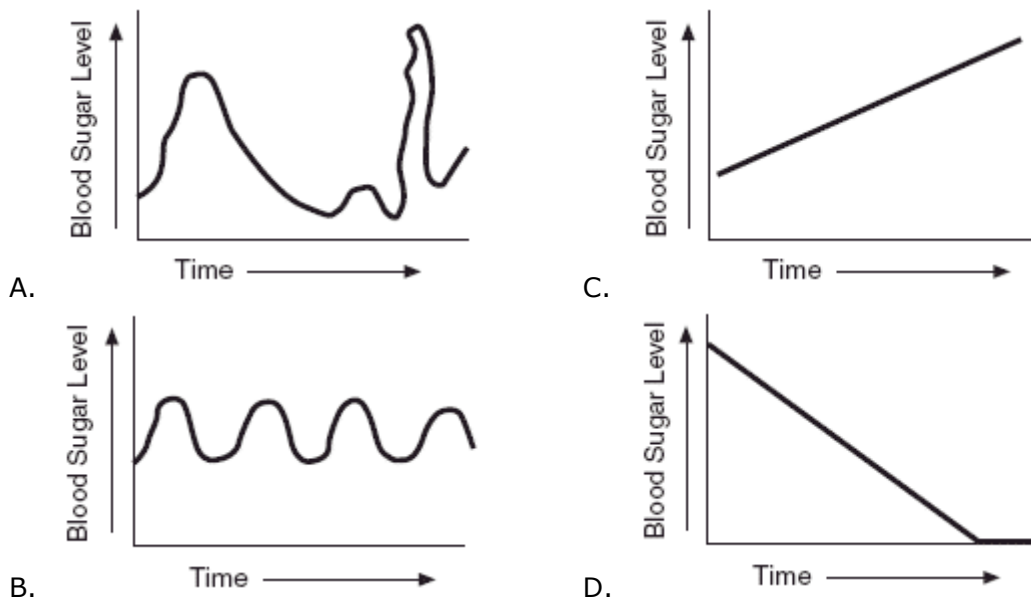 Blood Sugar Level
Time
A.
Blood Sugar Level
Time
C.
Blood Sugar Level
Time
B.
Blood Sugar Level
Time
D.